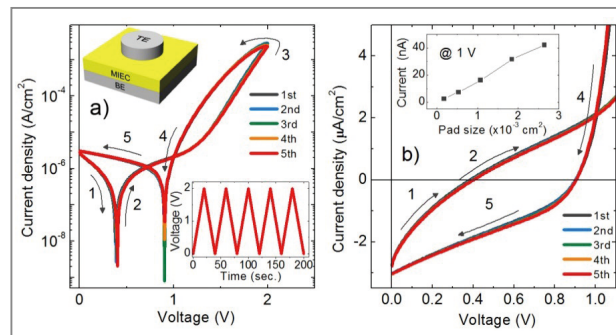 TE
MIEC
BE
a)
1
2
3
4
5
1st
2nd
3rd
4th
5th
Voltage (V)
2
1
0
0 50 100 150 200
Time (sec.)
Current density (A/cm²)
10⁻²
10⁻⁴
10⁻⁶
10⁻⁸
0 1 2
Voltage (V)
b)
@ 1 V
Current (nA)
40
20
0
0 1 2 3
Pad size (x10⁻³ cm²)
1
2
4
5
1st
2nd
3rd
4th
5th
Current density (µA/cm²)
4
2
0
-2
0.0 0.2 0.4 0.6 0.8 1.0
Voltage (V)